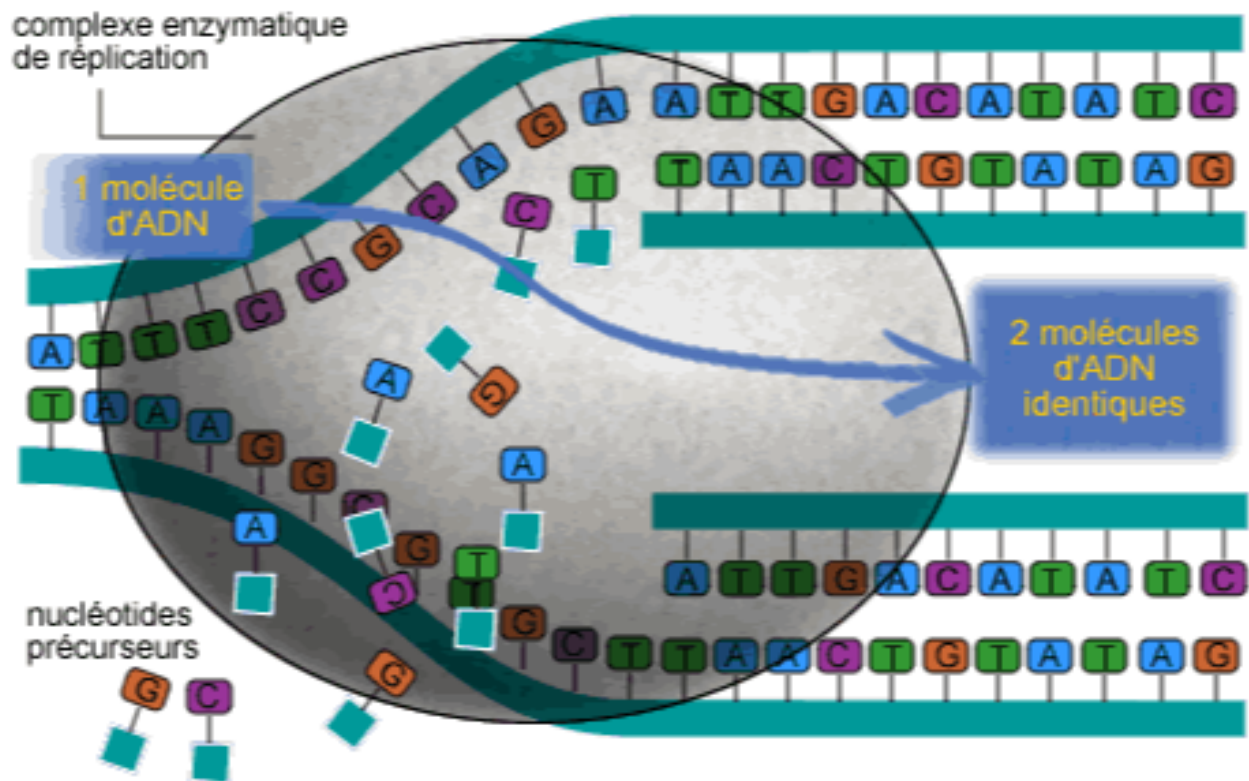 complexe enzymatique
de réplication
1 molécule
d'ADN
A T T T C C G C A G A A T T G A C A T A T C
C T
T A A C T G T A T A G
2 molécules
d'ADN
identiques
A G
A
A
C
T
A T T G A C A T A T C
T A A A G G C G T G C T T A A C T G T A T A G
nucléotides
précurseurs
G C
G